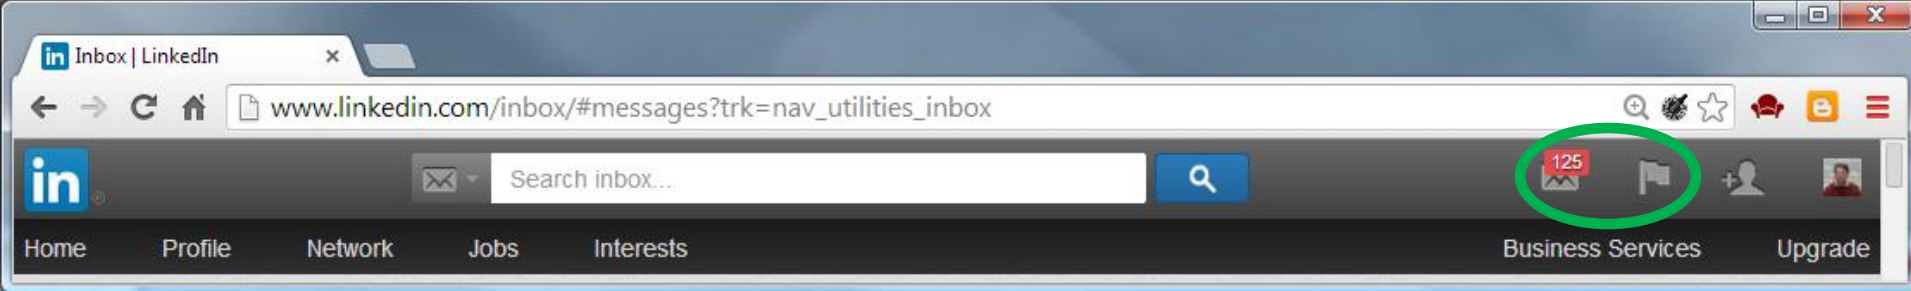 in Inbox | LinkedIn
www.linkedin.com/inbox/#messages?trk=nav_utilities_inbox
in Search inbox... 125
Home Profile Network Jobs Interests Business Services Upgrade